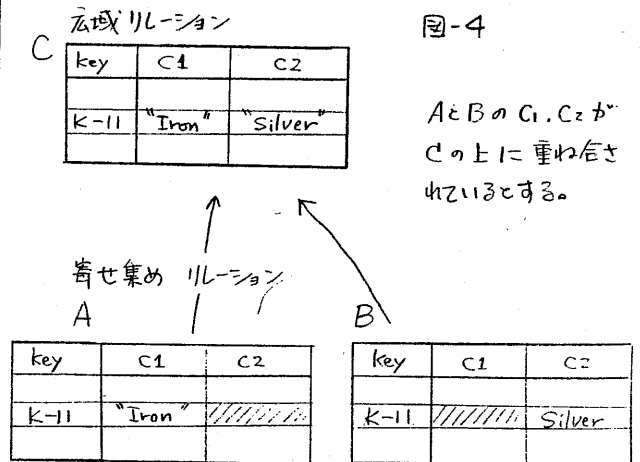 広域リレーション
図-4
C
key C1 C2
K-11 "Iron" "Silver"
AとBのC1.C2が
Cの上に重ね合さ
れているとする。
寄せ集め リレーション
A
key C1 C2
K-11 "Iron"
B
key C1 C2
K-11 Silver